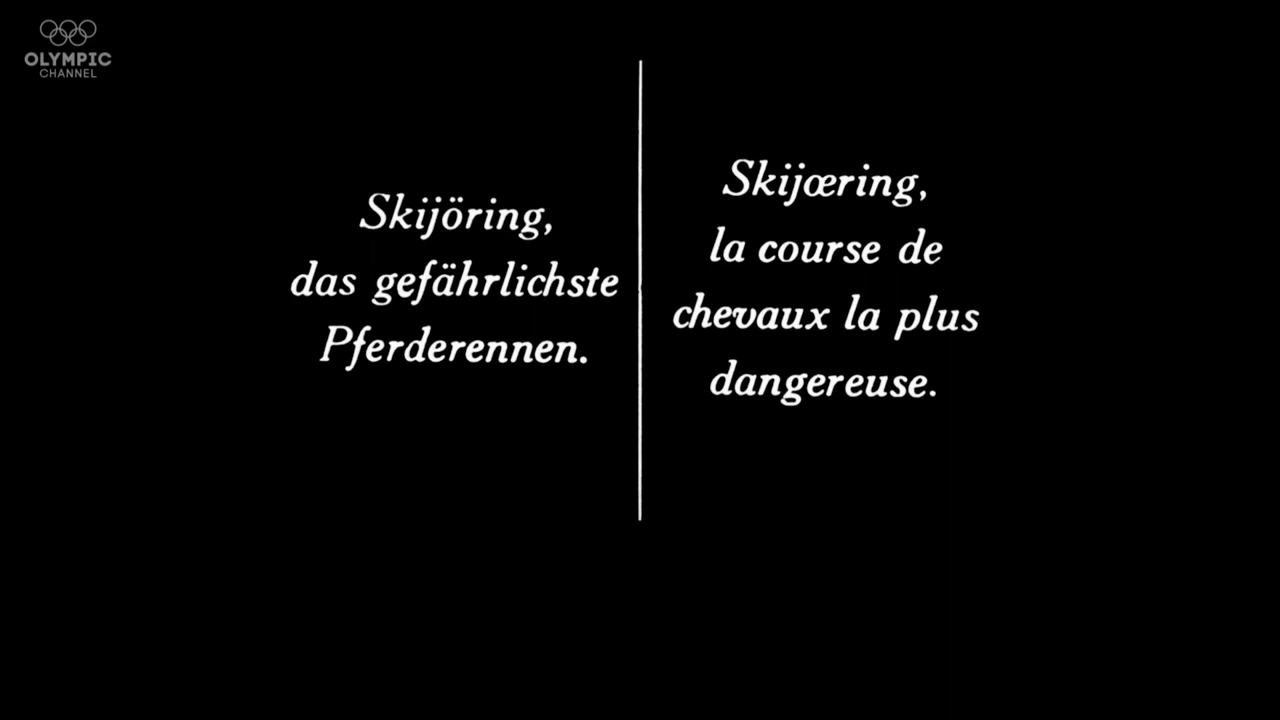 OLYMPIC
CHANNEL
Skijöring,
das gefährlichste
Pferderennen.
Skijœring,
la course de
chevaux la plus
dangereuse.